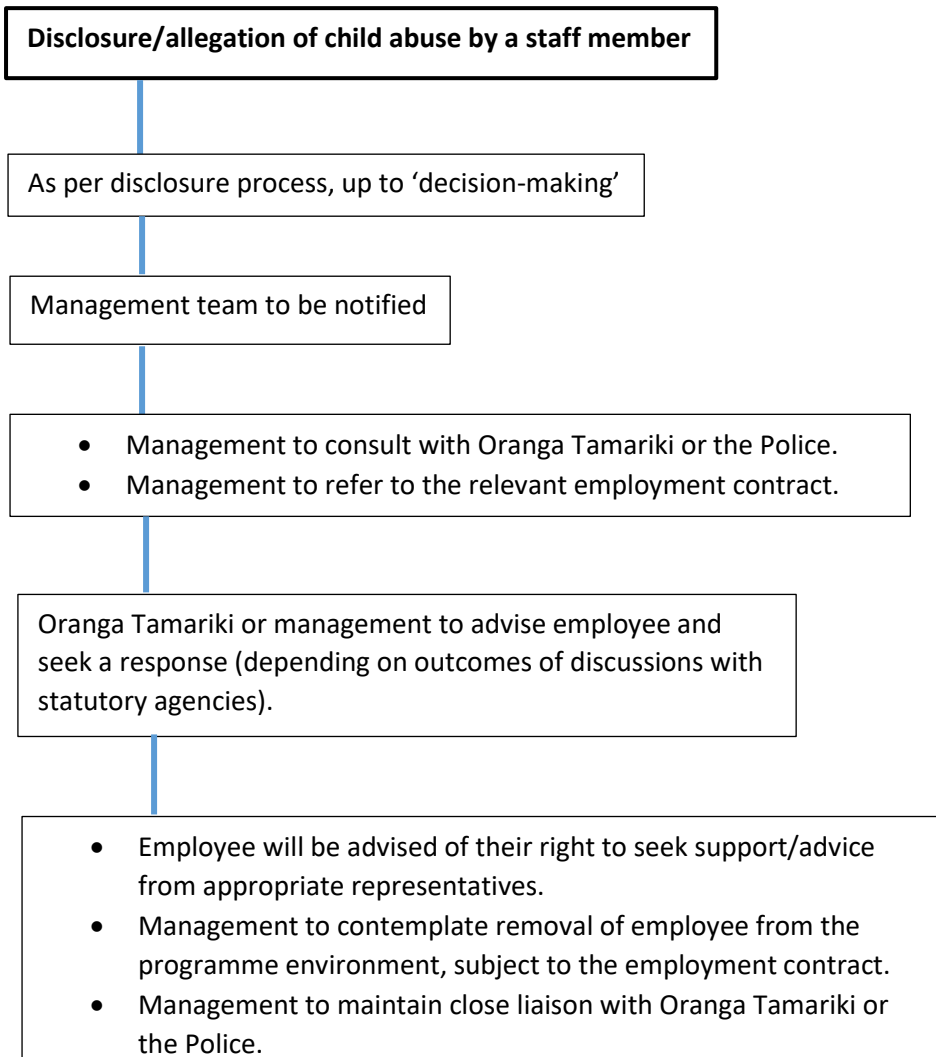 Disclosure/allegation of child abuse by a staff member
As per disclosure process, up to ‘decision-making’
Management team to be notified
• Management to consult with Oranga Tamariki or the Police.
• Management to refer to the relevant employment contract.
Oranga Tamariki or management to advise employee and
seek a response (depending on outcomes of discussions with
statutory agencies).
• Employee will be advised of their right to seek support/advice
from appropriate representatives.
• Management to contemplate removal of employee from the
programme environment, subject to the employment contract.
• Management to maintain close liaison with Oranga Tamariki or
the Police.